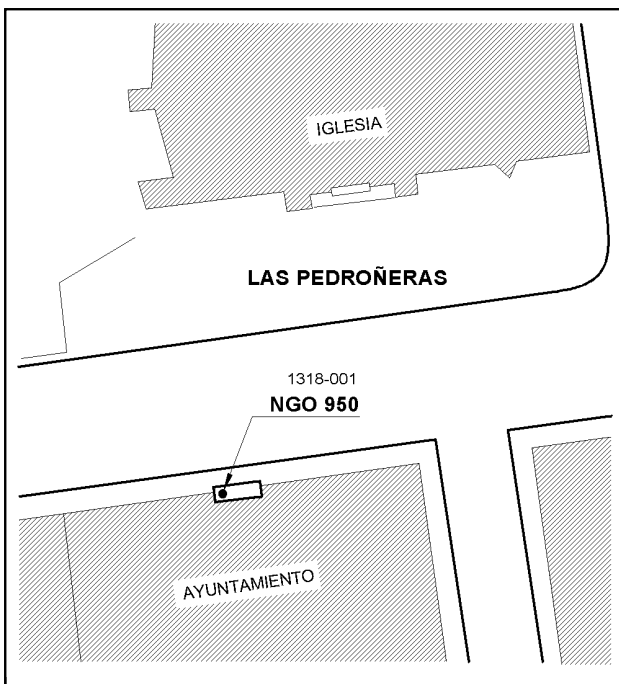 IGLESIA
LAS PEDROÑERAS
1318-001
NGO 950
AYUNTAMIENTO